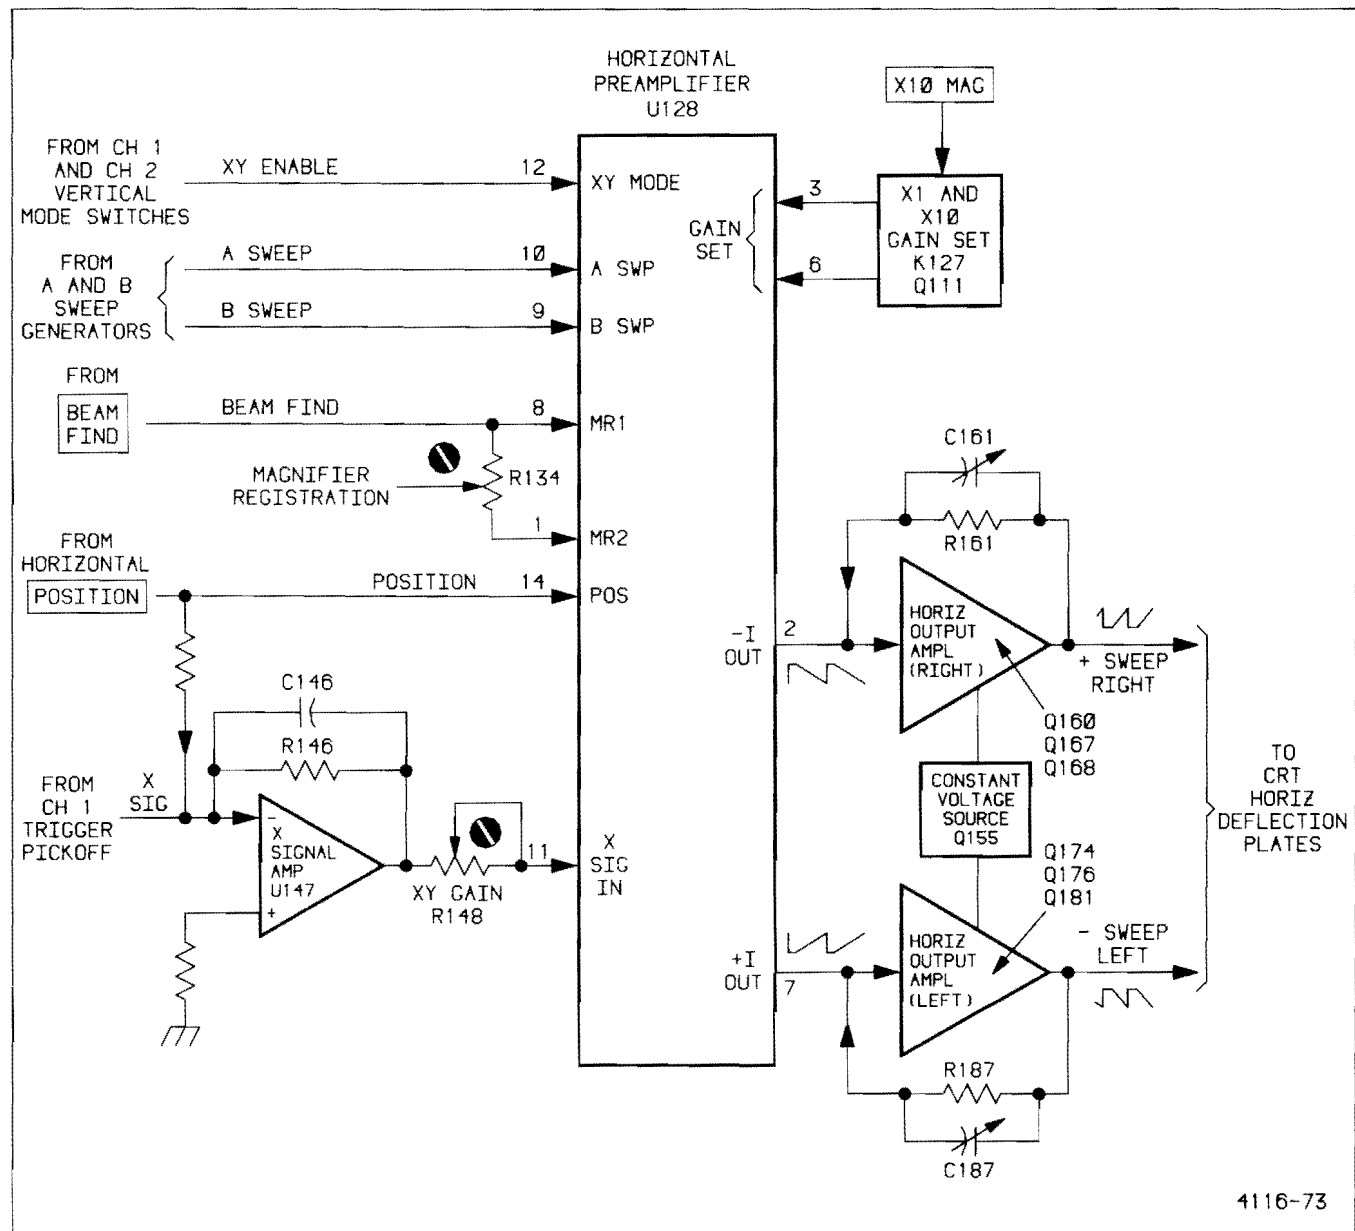 HORIZONTAL
PREAMPLIFIER
U128
X10 MAG
FROM CH 1
AND CH 2
VERTICAL
MODE SWITCHES
XY ENABLE
12
XY MODE
3
GAIN
SET
6
X1 AND
X10
GAIN SET
K127
Q111
FROM
A AND B
SWEEP
GENERATORS
A SWEEP
10
A SWP
B SWEEP
9
B SWP
FROM
BEAM
FIND
BEAM FIND
8
MR1
MAGNIFIER
REGISTRATION
R134
1
MR2
FROM
HORIZONTAL
POSITION
POSITION
14
POS
C161
R161
-I
OUT
2
HORIZ
OUTPUT
AMPL
(RIGHT)
+ SWEEP
RIGHT
Q160
Q167
Q168
C146
R146
FROM
CH 1
TRIGGER
PICKOFF
X
SIG
-
X
SIGNAL
AMP
U147
+
XY GAIN
R148
11
X
SIG
IN
CONSTANT
VOLTAGE
SOURCE
Q155
TO
CRT
HORIZ
DEFLECTION
PLATES
Q174
Q176
Q181
+I
OUT
7
HORIZ
OUTPUT
AMPL
(LEFT)
- SWEEP
LEFT
R187
C187
4116-73